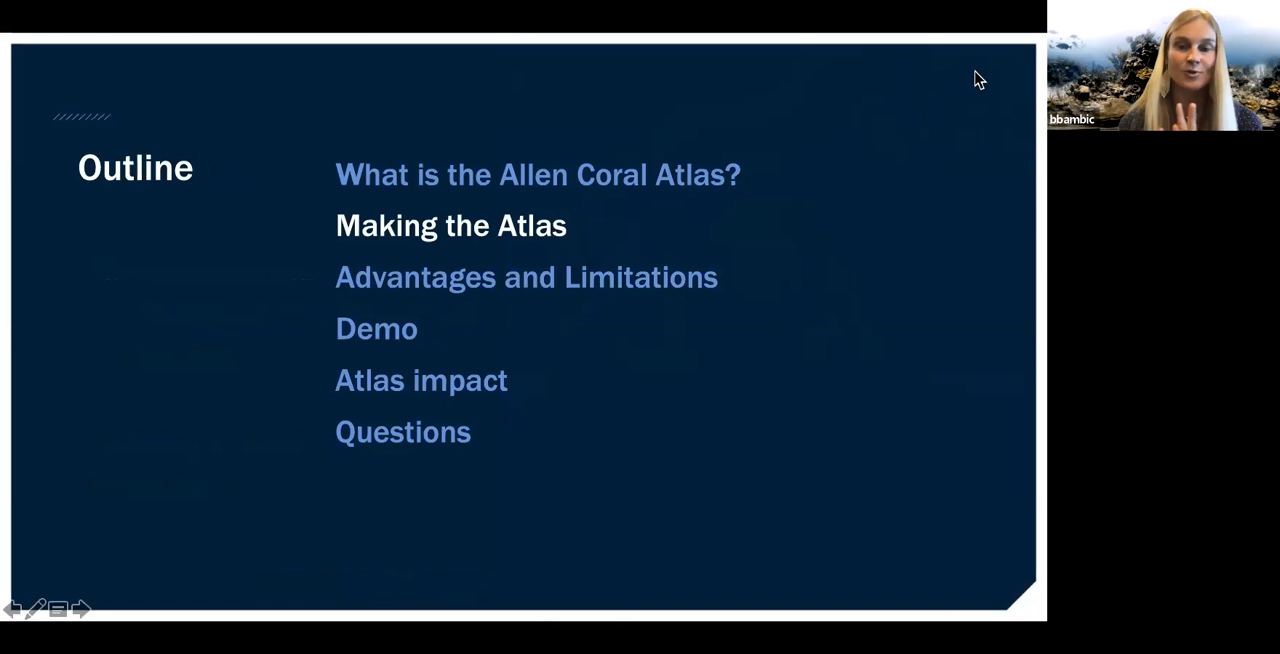 Outline
What is the Allen Coral Atlas?
Making the Atlas
Advantages and Limitations
Demo
Atlas impact
Questions
bbambic